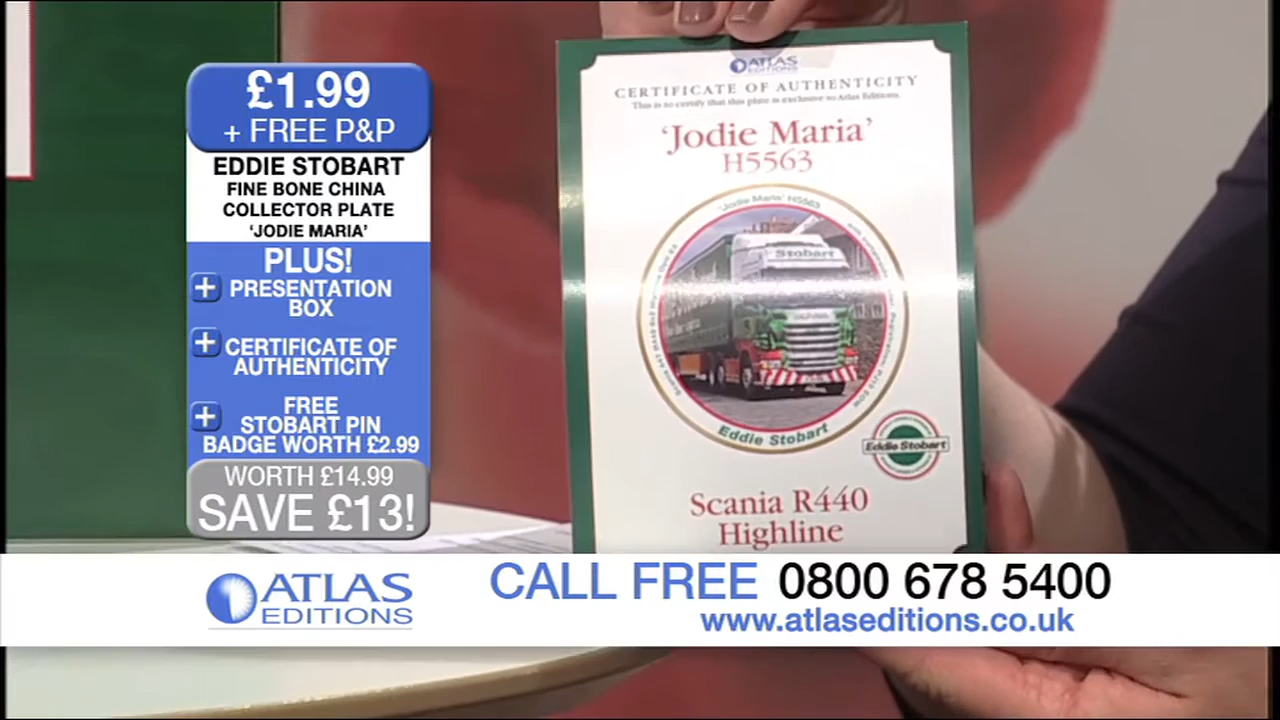 £1.99
+ FREE P&P
EDDIE STOBART
FINE BONE CHINA
COLLECTOR PLATE
‘JODIE MARIA’
PLUS!
+ PRESENTATION
BOX
+ CERTIFICATE OF
AUTHENTICITY
+ FREE
STOBART PIN
BADGE WORTH £2.99
WORTH £14.99
SAVE £13!
ATLAS
EDITIONS
CERTIFICATE OF AUTHENTICITY
This is to certify that this plate is exclusive to Atlas Editions.
‘Jodie Maria’
H5563
‘Jodie Maria’ H5563
Stobart
Eddie Stobart
Eddie Stobart
Scania R440
Highline
ATLAS
EDITIONS
CALL FREE 0800 678 5400
www.atlaseditions.co.uk